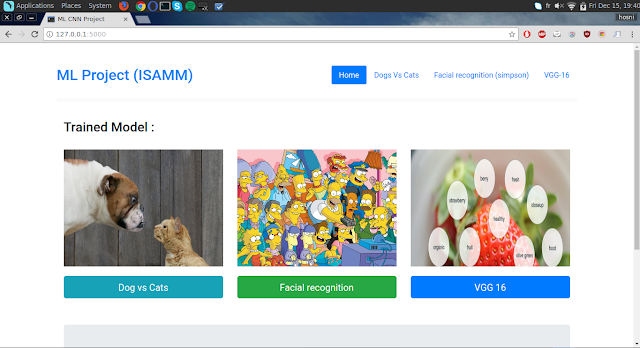 Applications Places System fr Fri Dec 15, 19:40
ML CNN Project hosni
127.0.0.1:5000
ML Project (ISAMM) Home Dogs Vs Cats Facial recognition (simpson) VGG-16
Trained Model :
berry fresh
strawberry closeup
healthy
organic fruit olive green food
Dog vs Cats Facial recognition VGG 16